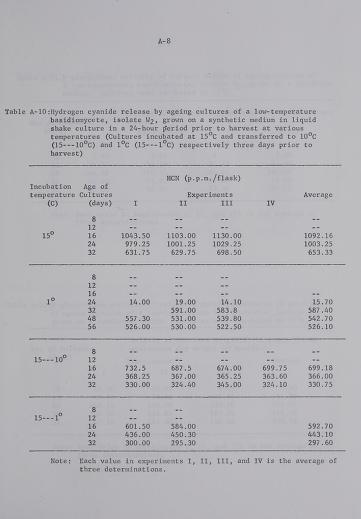 A-8
Table A-10:Hydrogen cyanide release by ageing cultures of a low-temperature
basidiomycete, isolate W2, grown on a synthetic medium in liquid
shake culture in a 24-hour period prior to harvest at various
temperatures (Cultures incubated at 15°C and transferred to 10°C
(15---10°C) and 1°C (15---1°C) respectively three days prior to
harvest)
HCN (p.p.m./flask)
Incubation Age of
temperature Cultures Experiments Average
(C) (days) I II III IV
8 -- -- -- --
12 -- -- -- --
15° 16 1043.50 1103.00 1130.00 1092.16
24 979.25 1001.25 1029.25 1003.25
32 631.75 629.75 698.50 653.33
8 -- -- --
12 -- -- --
16 -- -- -- --
1° 24 14.00 19.00 14.10 15.70
32 591.00 583.8 587.40
48 557.30 531.00 539.80 542.70
56 526.00 530.00 522.50 526.10
8 -- -- -- -- --
15---10° 12 -- -- -- -- --
16 732.5 687.5 674.00 699.75 699.18
24 368.25 367.00 365.25 363.60 366.00
32 330.00 324.40 345.00 324.10 330.75
8 -- --
15---1° 12 -- -- --
16 601.50 584.00 592.70
24 436.00 450.30 443.10
32 300.00 295.30 297.60
Note: Each value in experiments I, II, III, and IV is the average of
three determinations.